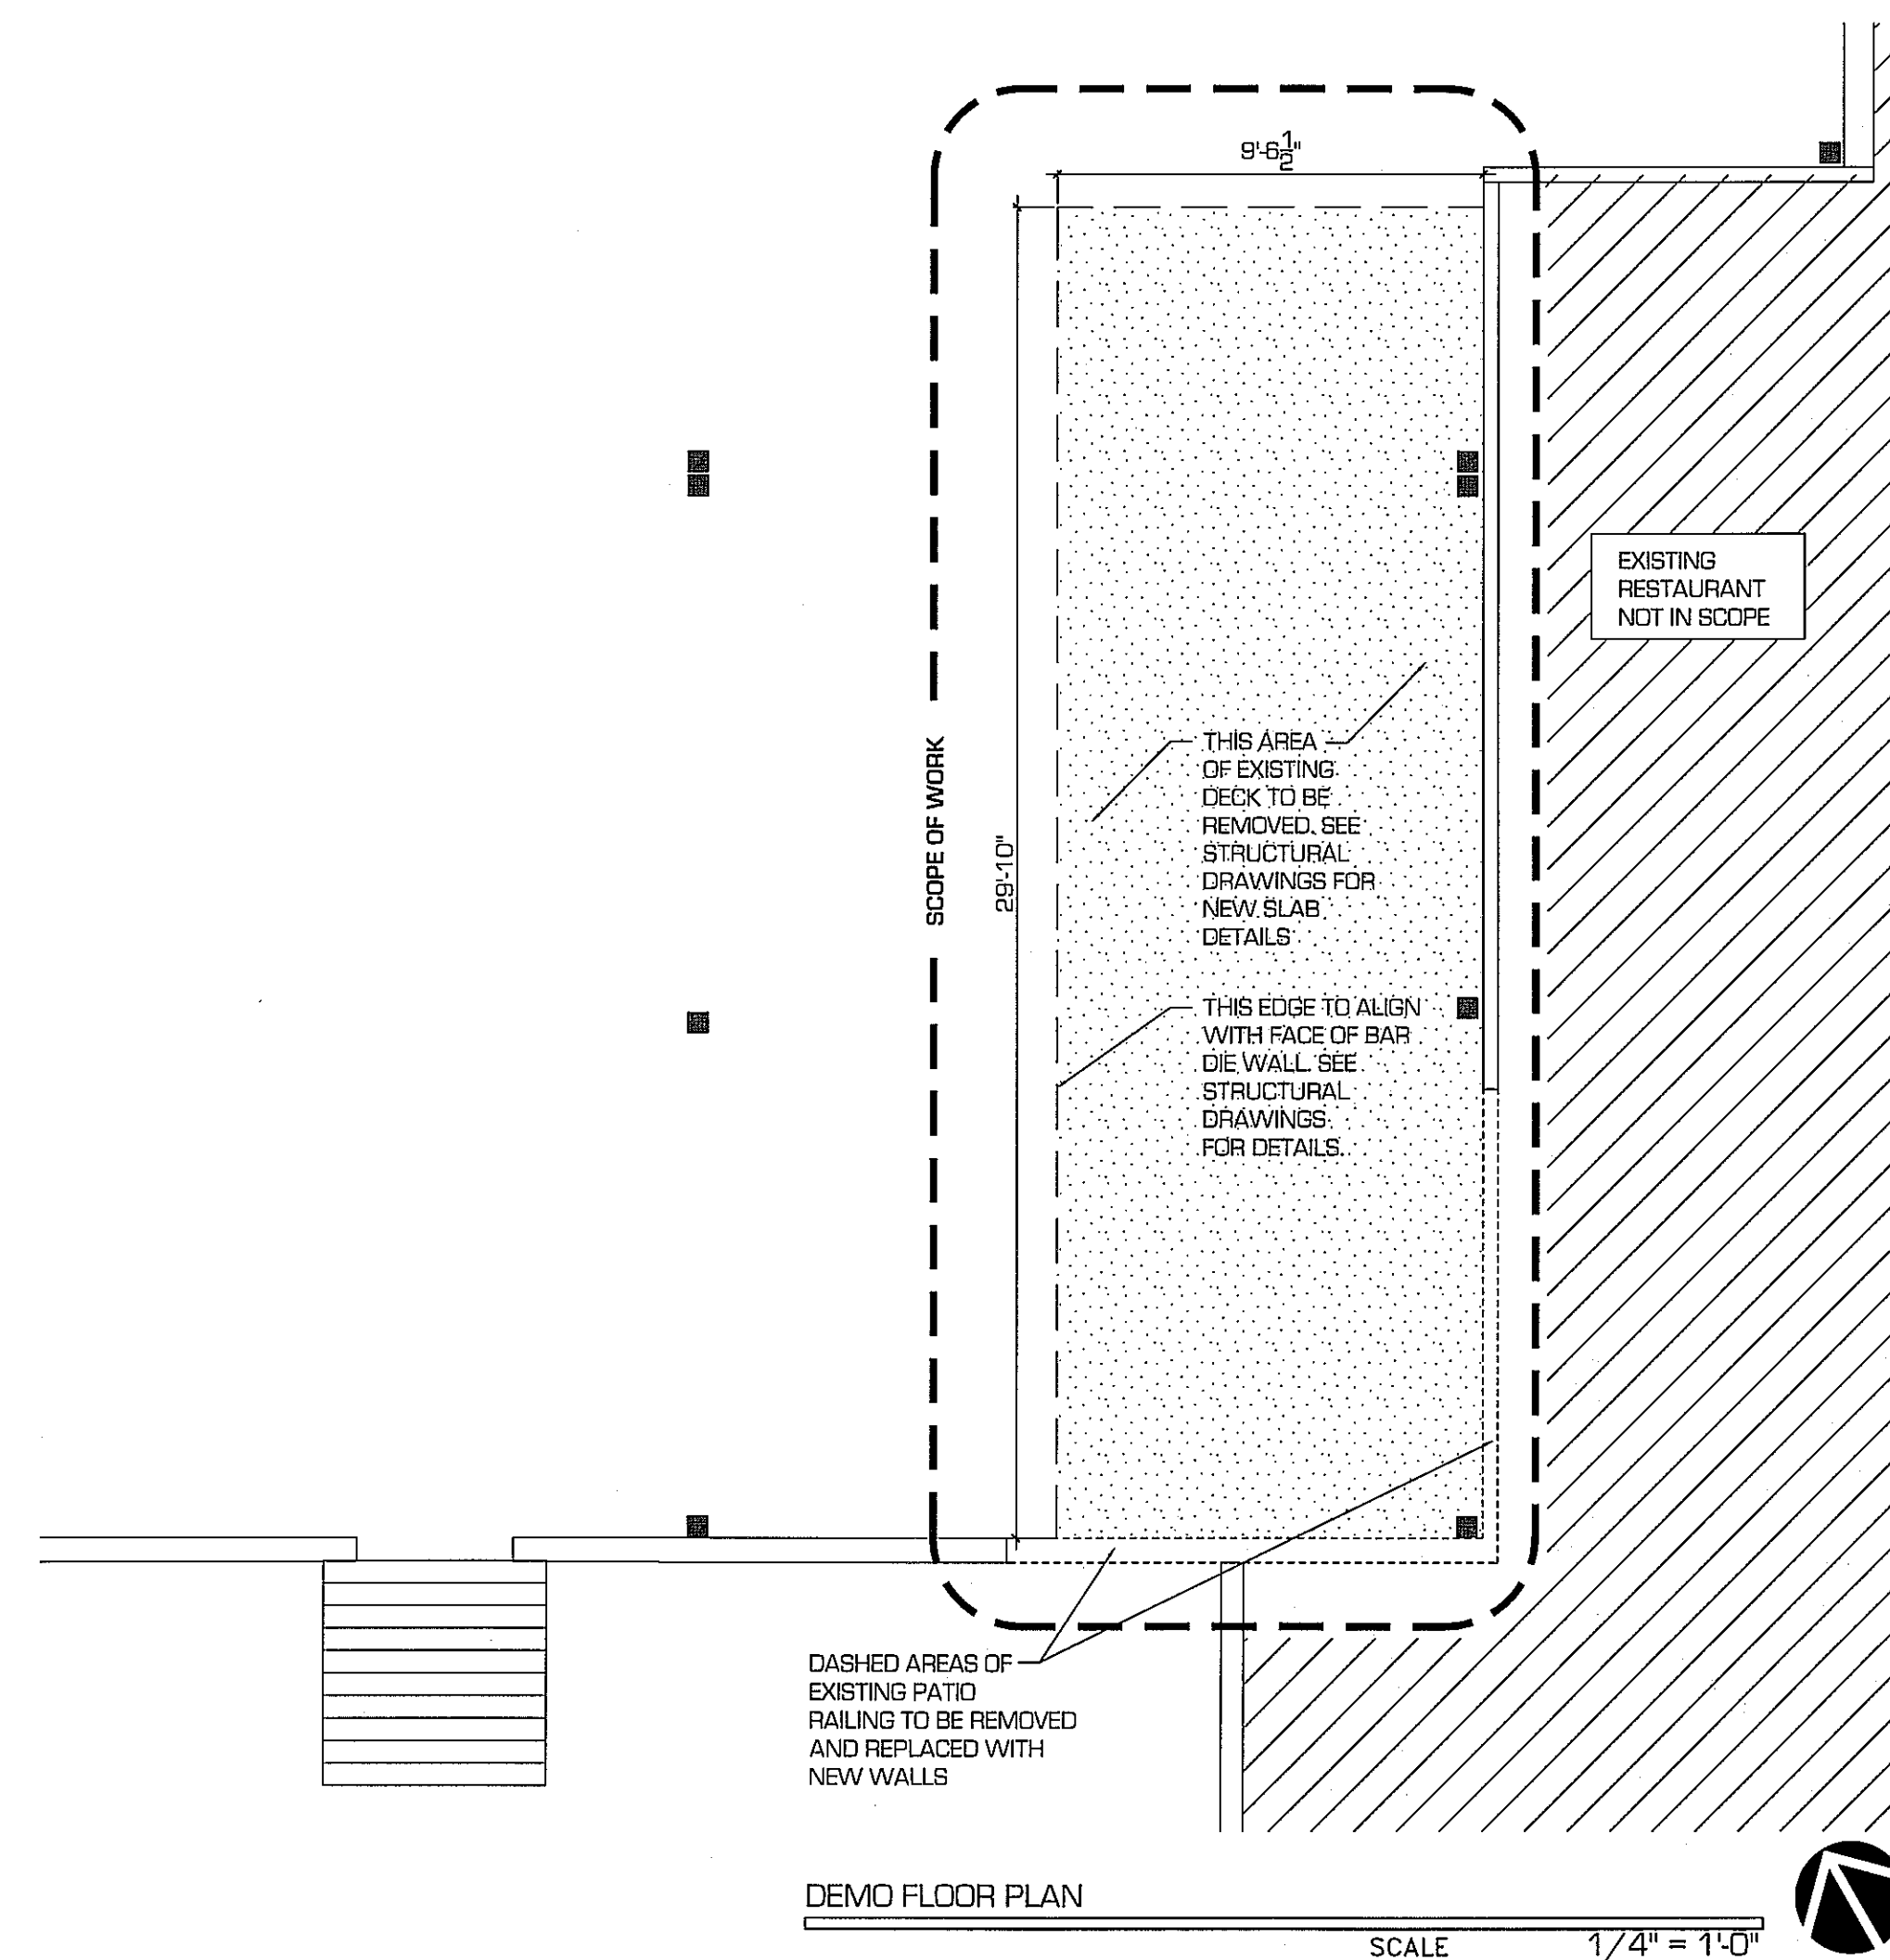 9'-6 1/2"
EXISTING
RESTAURANT
NOT IN SCOPE
SCOPE OF WORK
29'-10"
THIS AREA
OF EXISTING
DECK TO BE
REMOVED. SEE
STRUCTURAL
DRAWINGS FOR
NEW SLAB
DETAILS
THIS EDGE TO ALIGN
WITH FACE OF BAR
DIE WALL. SEE
STRUCTURAL
DRAWINGS
FOR DETAILS.
DASHED AREAS OF
EXISTING PATIO
RAILING TO BE REMOVED
AND REPLACED WITH
NEW WALLS
DEMO FLOOR PLAN
SCALE 1/4" = 1'-0"